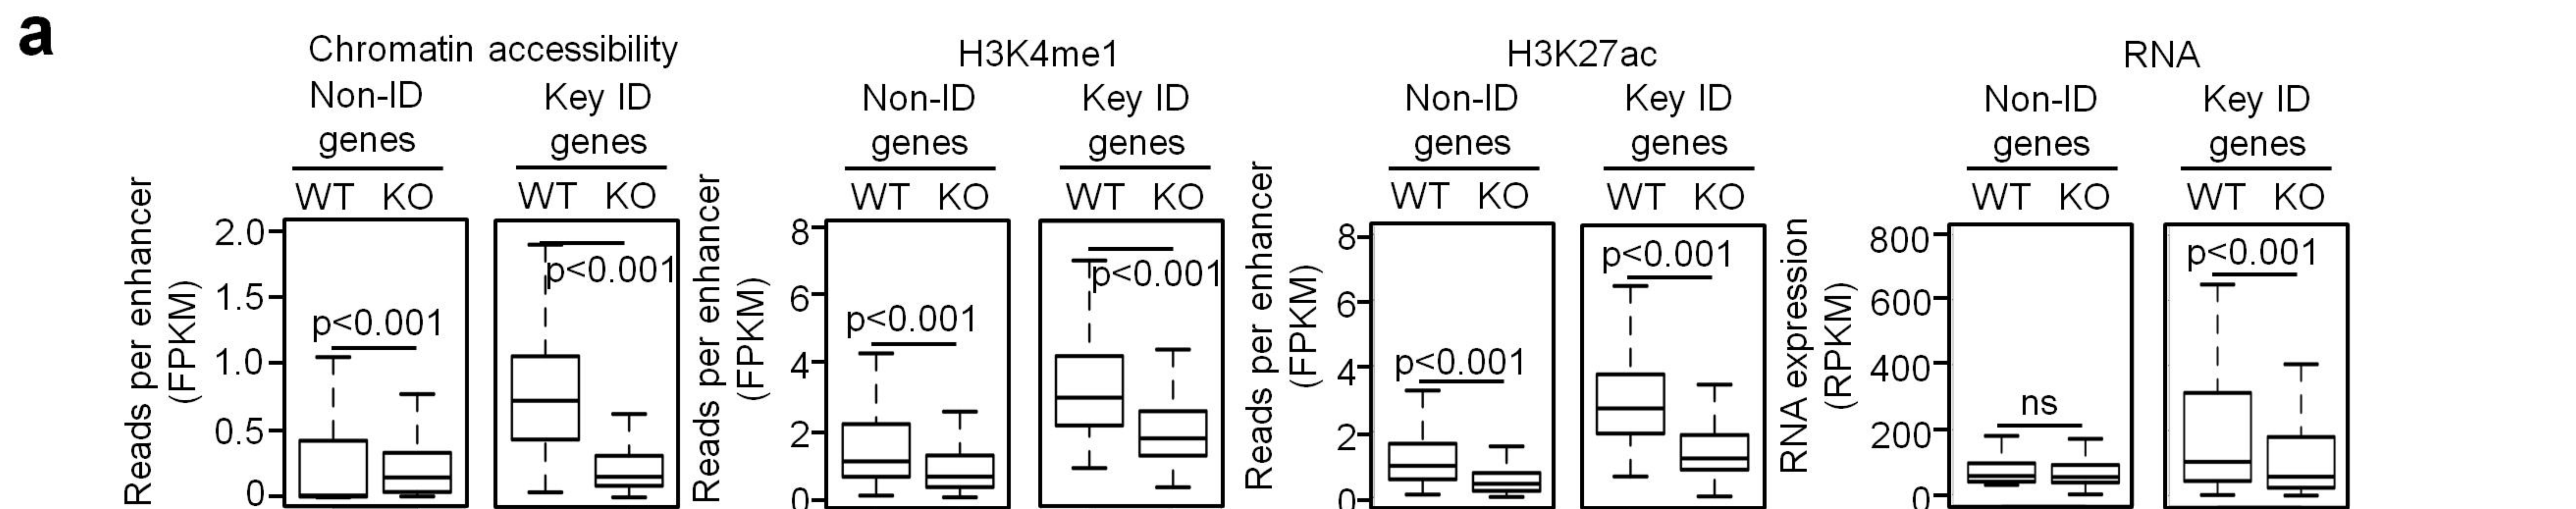 a
Chromatin accessibility
Non-ID genes
Key ID genes
WT KO
WT KO
Reads per enhancer
(FPKM)
2.0
1.5
1.0
0.5
0
p<0.001
p<0.001
H3K4me1
Non-ID genes
Key ID genes
WT KO
WT KO
Reads per enhancer
(FPKM)
8
6
4
2
0
p<0.001
p<0.001
H3K27ac
Non-ID genes
Key ID genes
WT KO
WT KO
Reads per enhancer
(FPKM)
8
6
4
2
0
p<0.001
p<0.001
RNA
Non-ID genes
Key ID genes
WT KO
WT KO
RNA expression
(RPKM)
800
600
400
200
0
ns
p<0.001